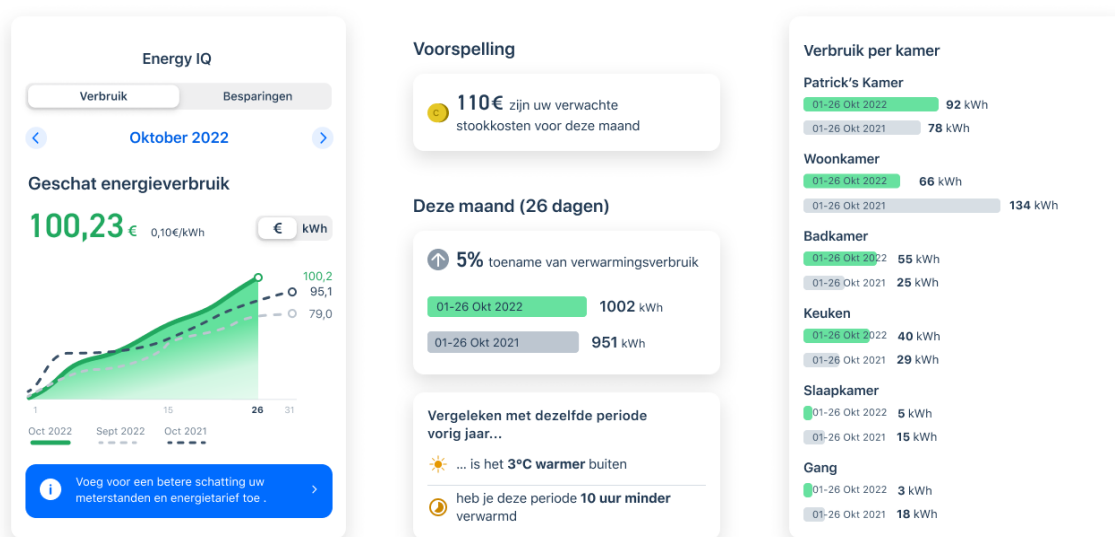 Energy IQ
Verbruik
Besparingen
Oktober 2022
Geschat energieverbruik
100,23 €
0,10€/kWh
€
kWh
100,2
95,1
79,0
1
15
26
31
Oct 2022
Sept 2022
Oct 2021
i
Voeg voor een betere schatting uw
meterstanden en energietarief toe .
Voorspelling
C
110€ zijn uw verwachte
stookkosten voor deze maand
Deze maand (26 dagen)
5% toename van verwarmingsverbruik
01-26 Okt 2022
1002 kWh
01-26 Okt 2021
951 kWh
Vergeleken met dezelfde periode
vorig jaar...
... is het 3°C warmer buiten
heb je deze periode 10 uur minder
verwarmd
Verbruik per kamer
Patrick’s Kamer
01-26 Okt 2022
92 kWh
01-26 Okt 2021
78 kWh
Woonkamer
01-26 Okt 2022
66 kWh
01-26 Okt 2021
134 kWh
Badkamer
01-26 Okt 2022
55 kWh
01-26 Okt 2021
25 kWh
Keuken
01-26 Okt 2022
40 kWh
01-26 Okt 2021
29 kWh
Slaapkamer
01-26 Okt 2022
5 kWh
01-26 Okt 2021
15 kWh
Gang
01-26 Okt 2022
3 kWh
01-26 Okt 2021
18 kWh